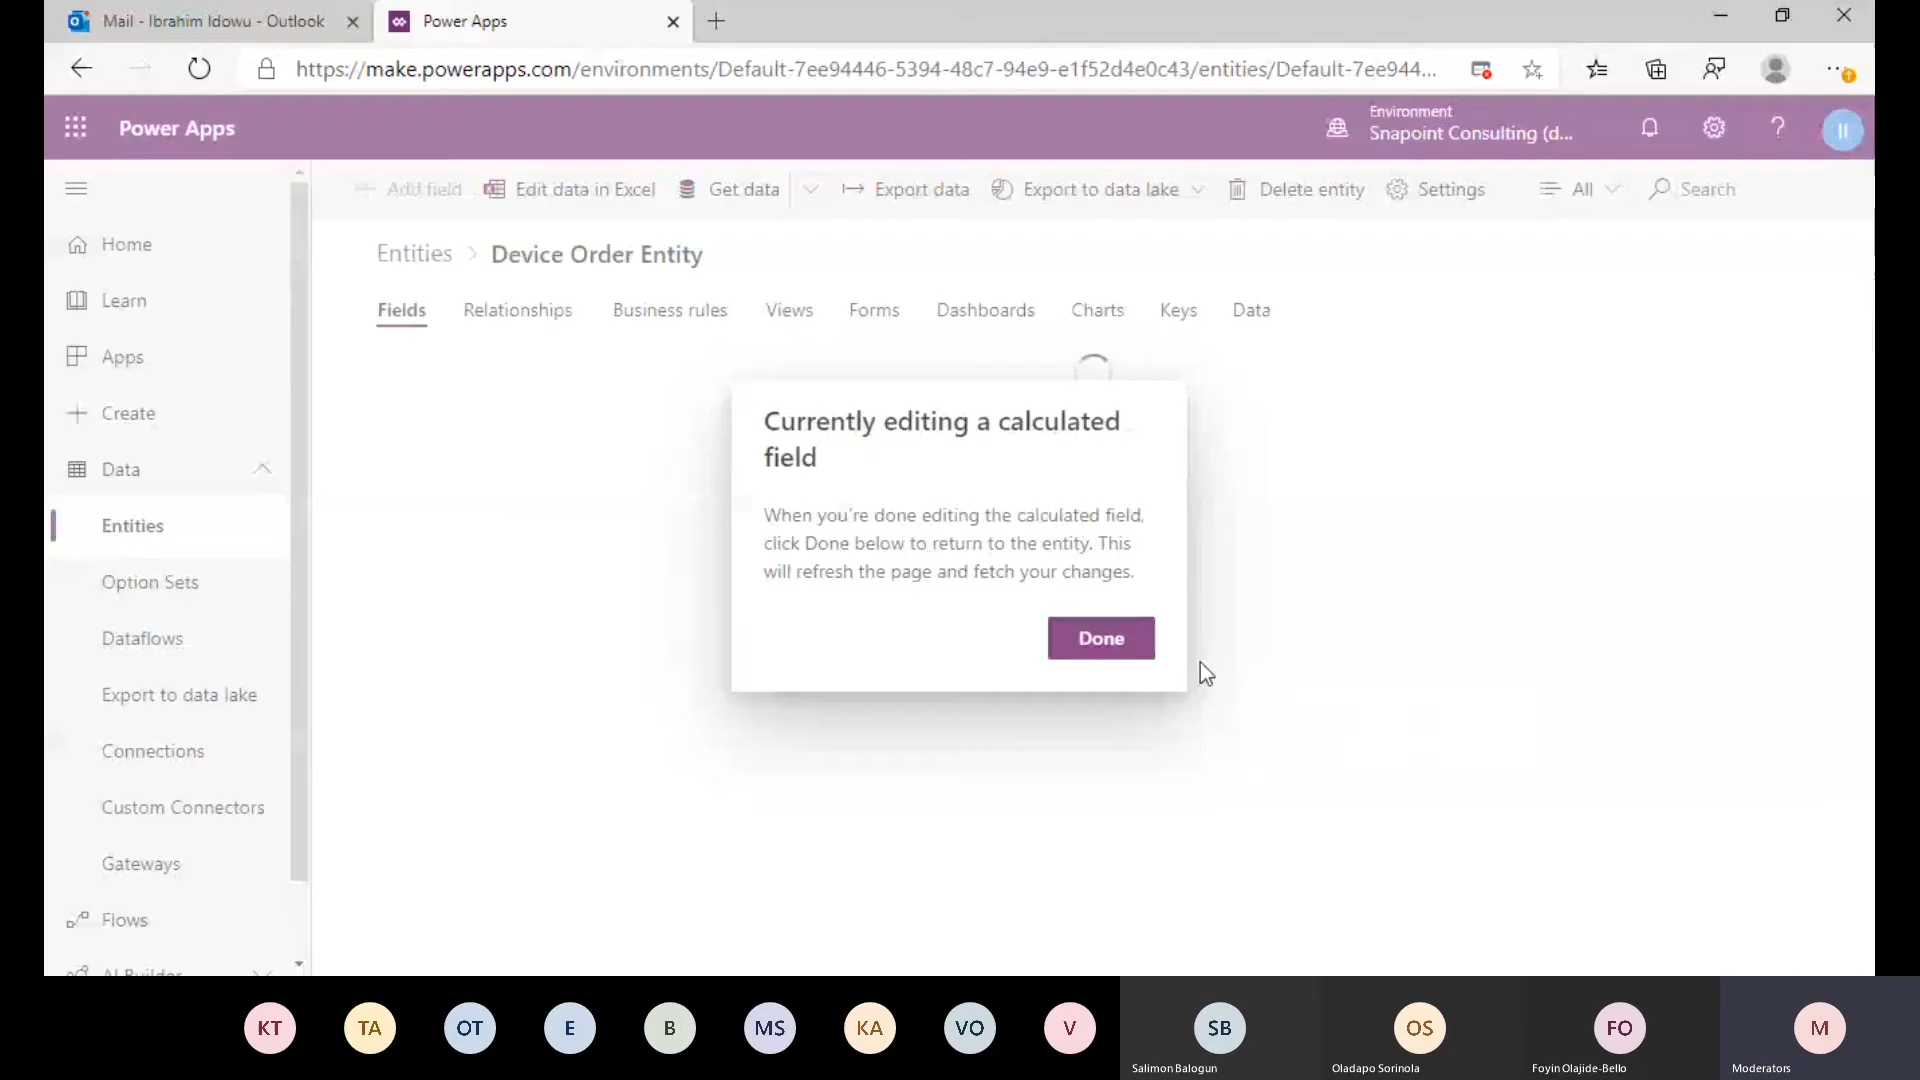 Mail - Ibrahim Idowu - Outlook
Power Apps
https://make.powerapps.com/environments/Default-7ee94446-5394-48c7-94e9-e1f52d4e0c43/entities/Default-7ee944...
Power Apps
Environment
Snapoint Consulting (d...
II
Add field
Edit data in Excel
Get data
Export data
Export to data lake
Delete entity
Settings
All
Search
Home
Learn
Apps
Create
Data
Entities
Option Sets
Dataflows
Export to data lake
Connections
Custom Connectors
Gateways
Flows
AI Builder
Entities > Device Order Entity
Fields
Relationships
Business rules
Views
Forms
Dashboards
Charts
Keys
Data
Currently editing a calculated
field
When you're done editing the calculated field,
click Done below to return to the entity. This
will refresh the page and fetch your changes.
Done
KT
TA
OT
E
B
MS
KA
VO
V
SB
Salimon Balogun
OS
Oladapo Sorinola
FO
Foyin Olajide-Bello
M
Moderators